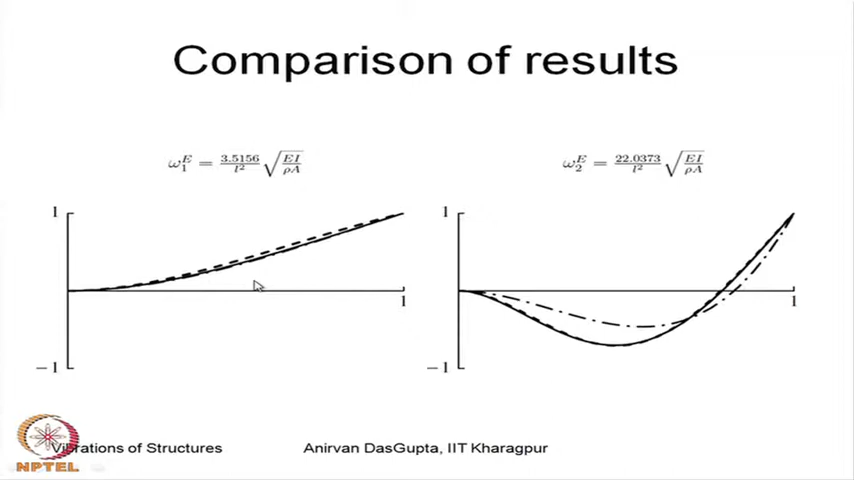 Comparison of results
ω₁ᴱ = 3.5156/l² √(EI/ρA)
ω₂ᴱ = 22.0373/l² √(EI/ρA)
1
1
−1
1
1
−1
Vibrations of Structures
Anirvan DasGupta, IIT Kharagpur
NPTEL